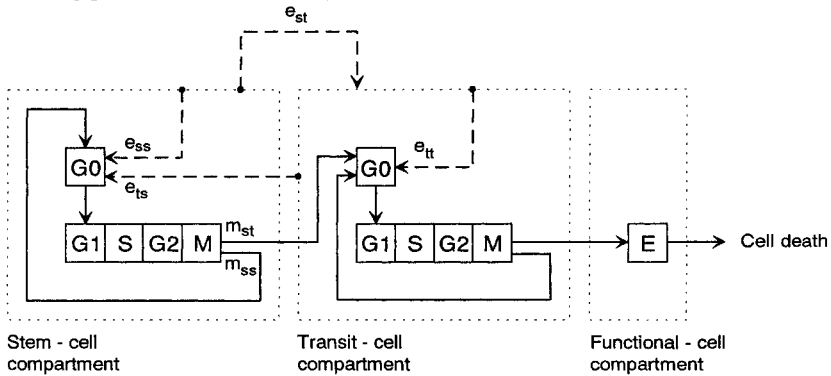 e_st
e_ss
e_tt
G0
G0
e_ts
G1 S G2 M
m_st
m_ss
G1 S G2 M
E
Cell death
Stem - cell
compartment
Transit - cell
compartment
Functional - cell
compartment